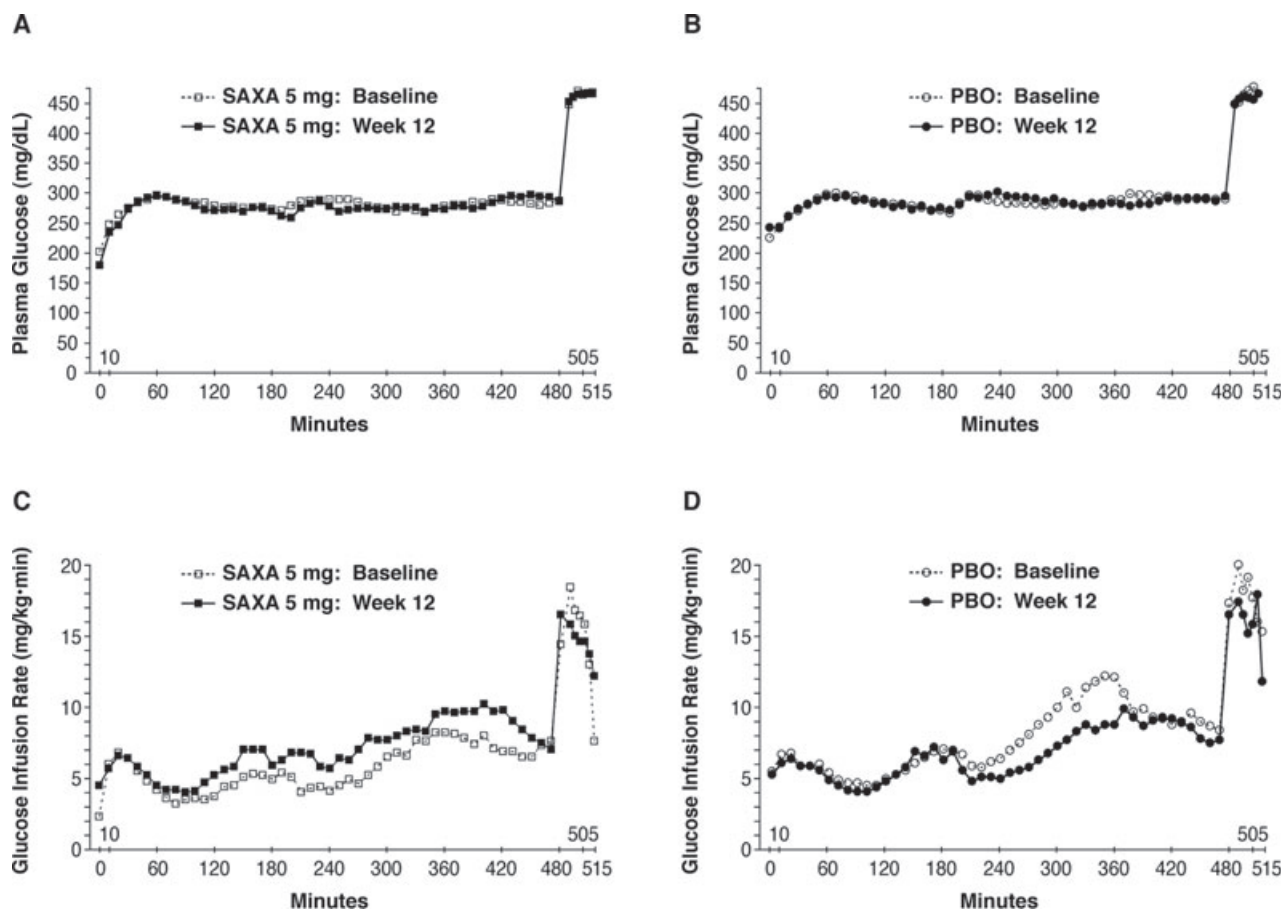 A
SAXA 5 mg: Baseline
SAXA 5 mg: Week 12
Plasma Glucose (mg/dL)
450
400
350
300
250
200
150
100
50
0
10
505
0 60 120 180 240 300 360 420 480 515
Minutes
B
PBO: Baseline
PBO: Week 12
Plasma Glucose (mg/dL)
450
400
350
300
250
200
150
100
50
0
10
505
0 60 120 180 240 300 360 420 480 515
Minutes
C
SAXA 5 mg: Baseline
SAXA 5 mg: Week 12
Glucose Infusion Rate (mg/kg•min)
20
15
10
5
0
10
505
0 60 120 180 240 300 360 420 480 515
Minutes
D
PBO: Baseline
PBO: Week 12
Glucose Infusion Rate (mg/kg•min)
20
15
10
5
0
10
505
0 60 120 180 240 300 360 420 480 515
Minutes